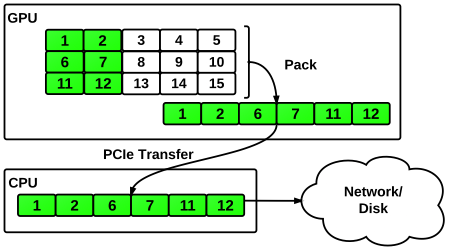 GPU
1 2 3 4 5
6 7 8 9 10
11 12 13 14 15
Pack
1 2 6 7 11 12
PCIe Transfer
CPU
1 2 6 7 11 12
Network/
Disk